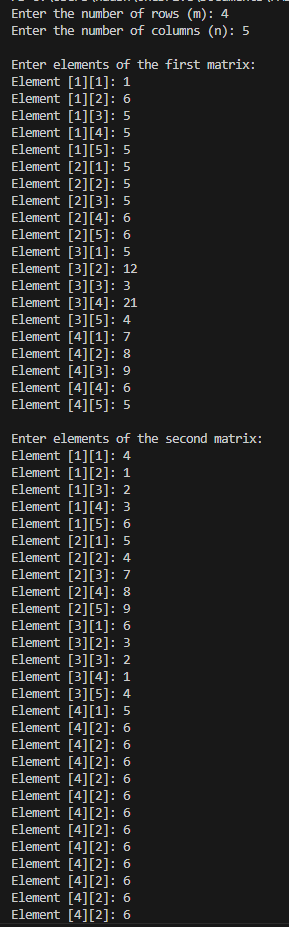 Enter the number of rows (m): 4
Enter the number of columns (n): 5
Enter elements of the first matrix:
Element [1][1]: 1
Element [1][2]: 6
Element [1][3]: 5
Element [1][4]: 5
Element [1][5]: 5
Element [2][1]: 5
Element [2][2]: 5
Element [2][3]: 5
Element [2][4]: 6
Element [2][5]: 6
Element [3][1]: 5
Element [3][2]: 12
Element [3][3]: 3
Element [3][4]: 21
Element [3][5]: 4
Element [4][1]: 7
Element [4][2]: 8
Element [4][3]: 9
Element [4][4]: 6
Element [4][5]: 5
Enter elements of the second matrix:
Element [1][1]: 4
Element [1][2]: 1
Element [1][3]: 2
Element [1][4]: 3
Element [1][5]: 6
Element [2][1]: 5
Element [2][2]: 4
Element [2][3]: 7
Element [2][4]: 8
Element [2][5]: 9
Element [3][1]: 6
Element [3][2]: 3
Element [3][3]: 2
Element [3][4]: 1
Element [3][5]: 4
Element [4][1]: 5
Element [4][2]: 6
Element [4][2]: 6
Element [4][2]: 6
Element [4][2]: 6
Element [4][2]: 6
Element [4][2]: 6
Element [4][2]: 6
Element [4][2]: 6
Element [4][2]: 6
Element [4][2]: 6
Element [4][2]: 6